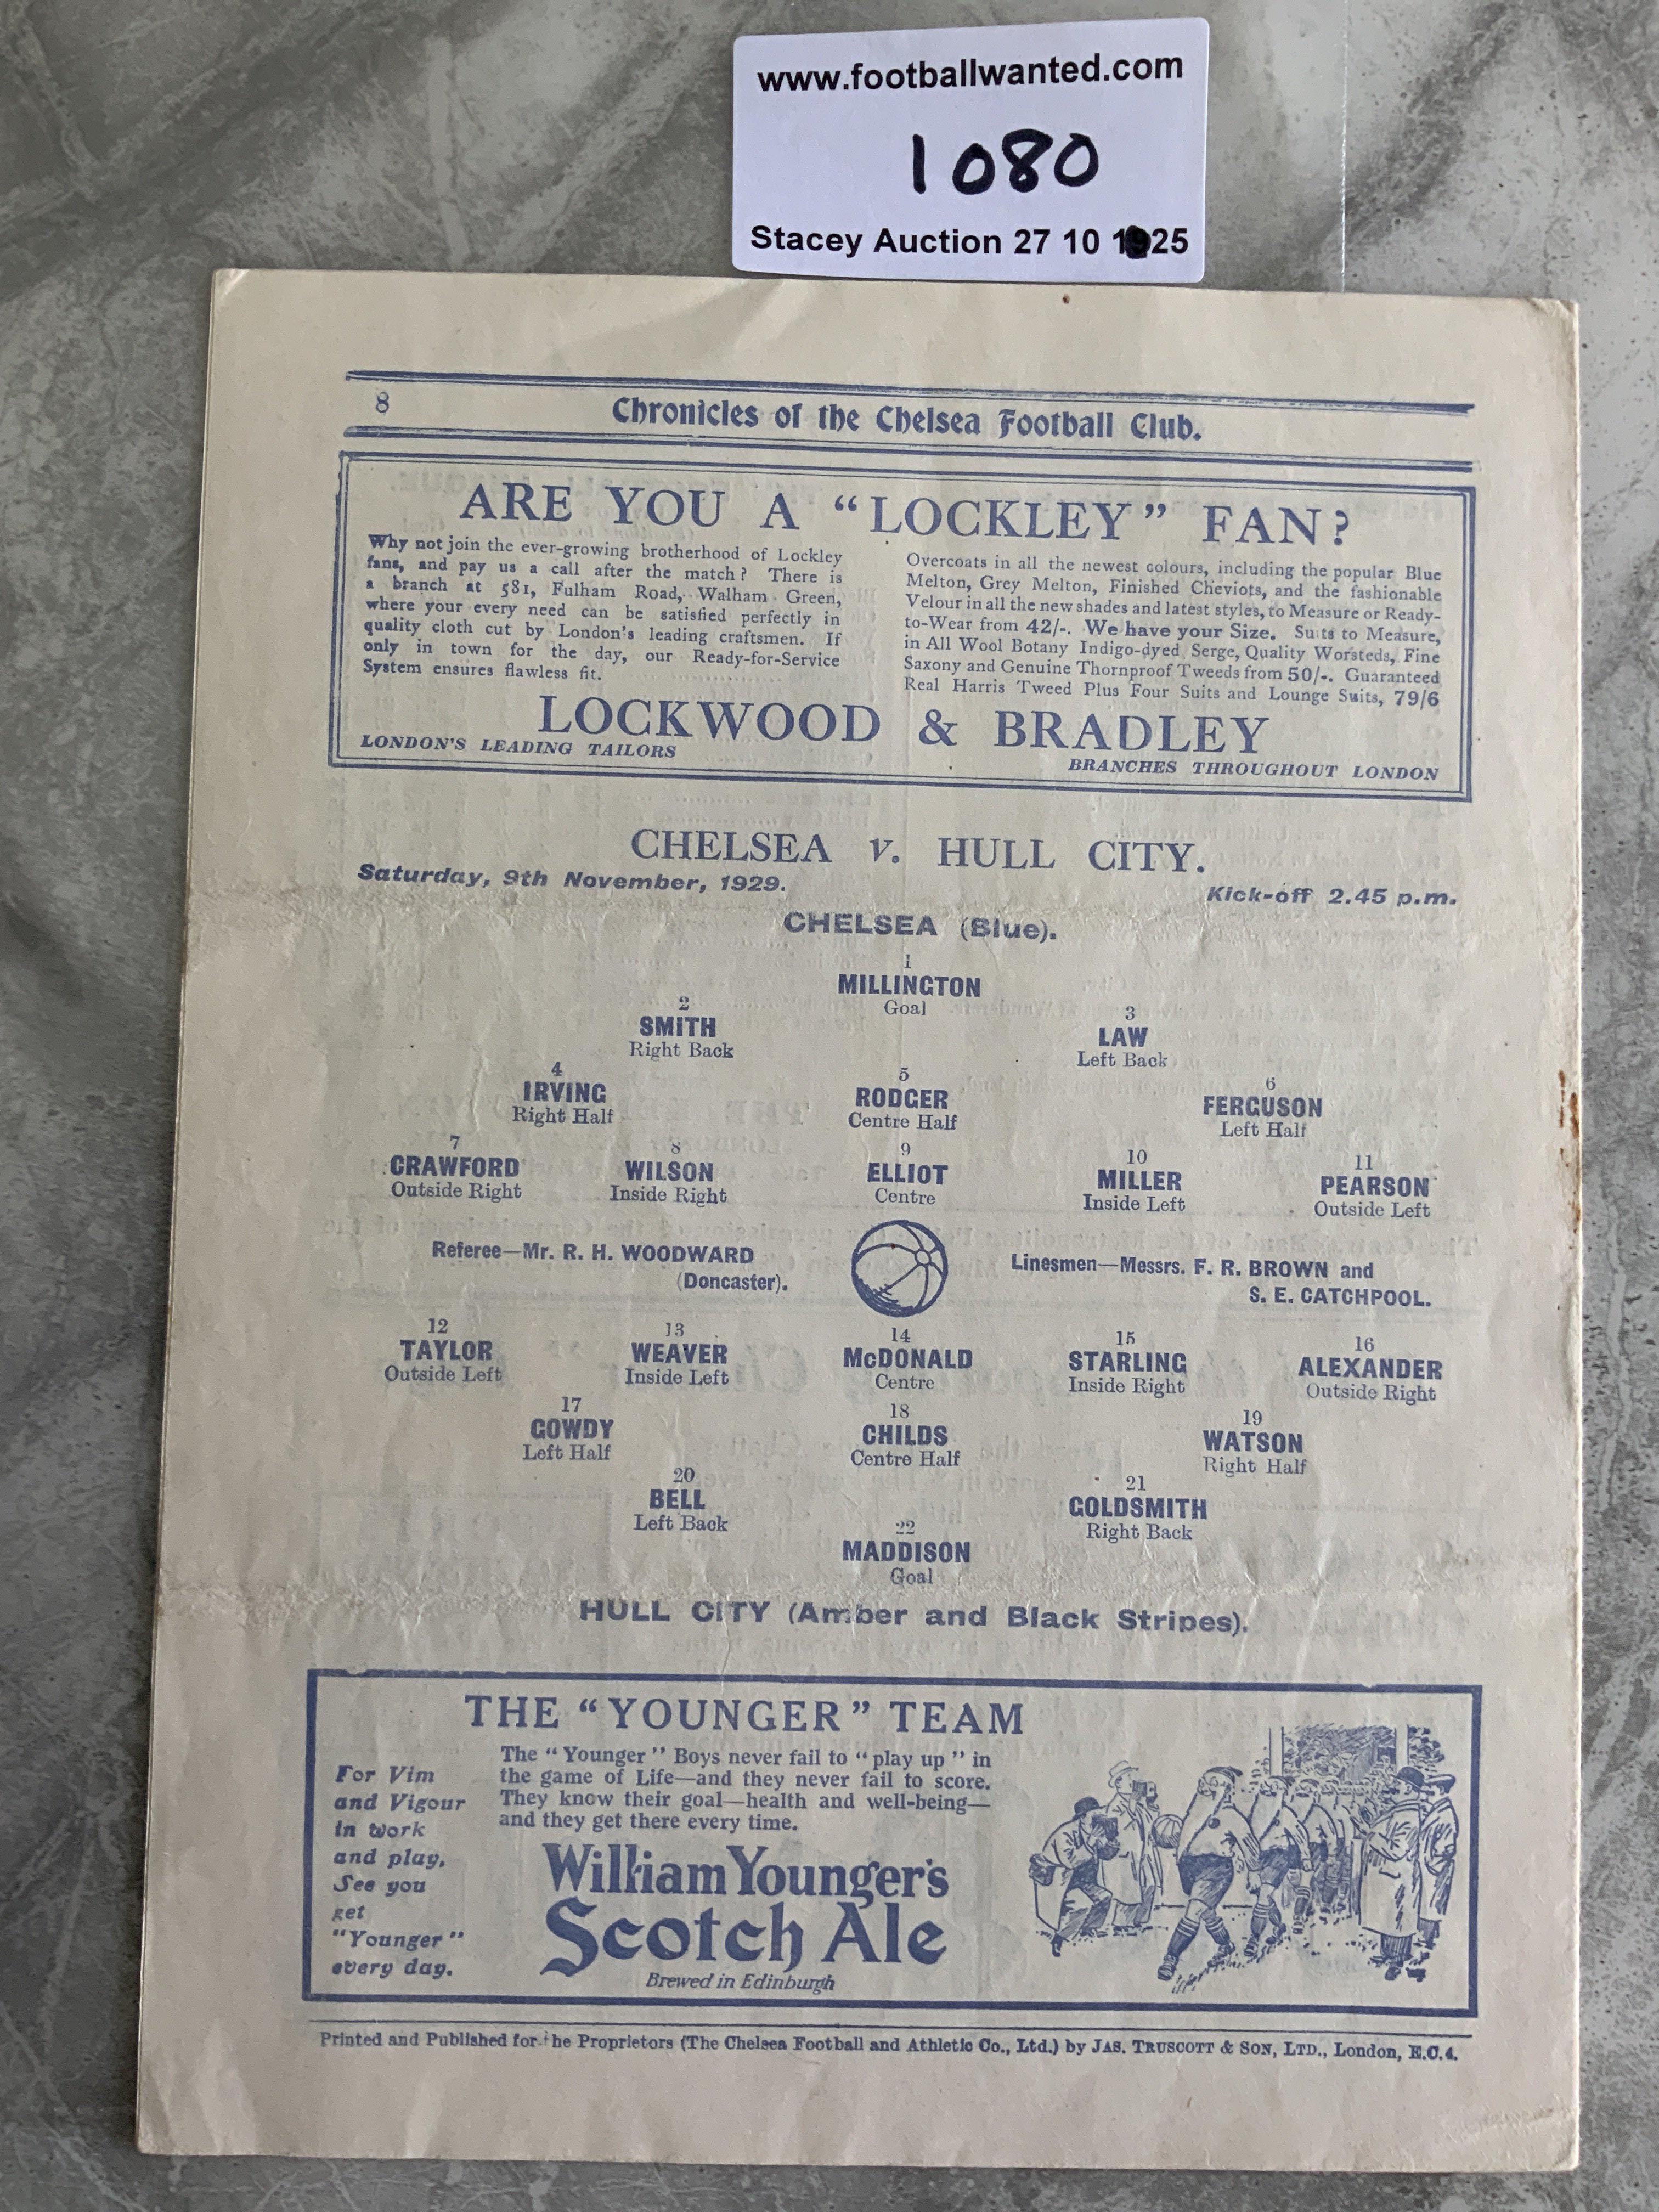 www.footballwanted.com
1080
Stacey Auction 27 10 1925
8
Chronicles of the Chelsea Football Club.
ARE YOU A "LOCKLEY" FAN?
Why not join the ever-growing brotherhood of Lockley
fans, and pay us a call after the match? There is
a branch at 581, Fulham Road, Walham Green,
where your every need can be satisfied perfectly in
quality cloth cut by London's leading craftsmen. If
only in town for the day, our Ready-for-Service
System ensures flawless fit.
Overcoats in all the newest colours, including the popular Blue
Melton, Grey Melton, Finished Cheviots, and the fashionable
Velour in all the new shades and latest styles, to Measure or Ready-
to-Wear from 42/-. We have your Size. Suits to Measure,
in All Wool Botany Indigo-dyed Serge, Quality Worsteds, Fine
Saxony and Genuine Thornproof Tweeds from 50/-. Guaranteed
Real Harris Tweed Plus Four Suits and Lounge Suits, 79/6
LOCKWOOD & BRADLEY
LONDON'S LEADING TAILORS
BRANCHES THROUGHOUT LONDON
CHELSEA v. HULL CITY.
Saturday, 9th November, 1929.
Kick-off 2.45 p.m.
CHELSEA (Blue).
1
MILLINGTON
Goal
2
SMITH
Right Back
3
LAW
Left Back
4
IRVING
Right Half
5
RODGER
Centre Half
6
FERGUSON
Left Half
7
CRAWFORD
Outside Right
8
WILSON
Inside Right
9
ELLIOT
Centre
10
MILLER
Inside Left
11
PEARSON
Outside Left
Referee—Mr. R. H. WOODWARD
(Doncaster).
Linesmen—Messrs. F. R. BROWN and
S. E. CATCHPOOL.
12
TAYLOR
Outside Left
13
WEAVER
Inside Left
14
McDONALD
Centre
15
STARLING
Inside Right
16
ALEXANDER
Outside Right
17
GOWDY
Left Half
18
CHILDS
Centre Half
19
WATSON
Right Half
20
BELL
Left Back
21
GOLDSMITH
Right Back
22
MADDISON
Goal
HULL CITY (Amber and Black Stripes).
THE "YOUNGER" TEAM
For Vim
and Vigour
in work
and play,
See you
get
"Younger"
every day.
The "Younger" Boys never fail to "play up" in
the game of Life—and they never fail to score.
They know their goal—health and well-being—
and they get there every time.
William Younger's
Scotch Ale
Brewed in Edinburgh
Printed and Published for the Proprietors (The Chelsea Football and Athletic Co., Ltd.) by JAS. TRUSCOTT & SON, LTD., London, E.C.4.